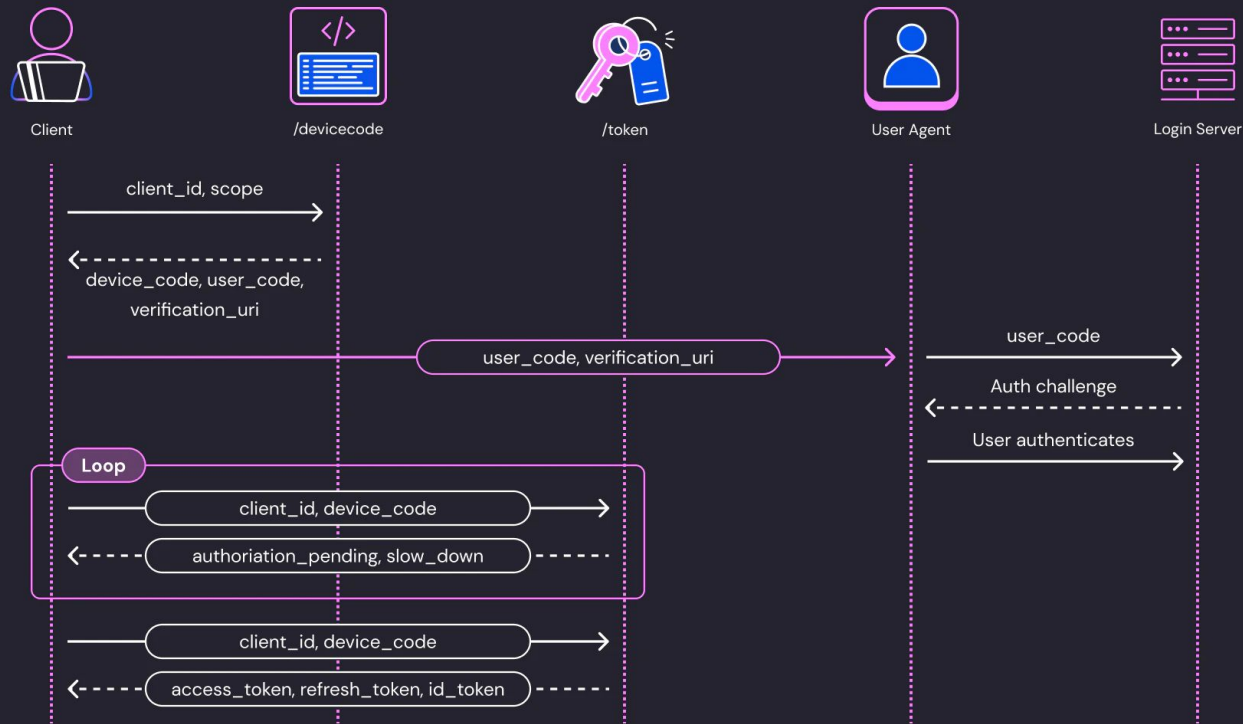 </>
Client
/devicecode
/token
User Agent
Login Server
client_id, scope
device_code, user_code,
verification_uri
user_code, verification_uri
user_code
Auth challenge
User authenticates
Loop
client_id, device_code
authoriation_pending, slow_down
client_id, device_code
access_token, refresh_token, id_token